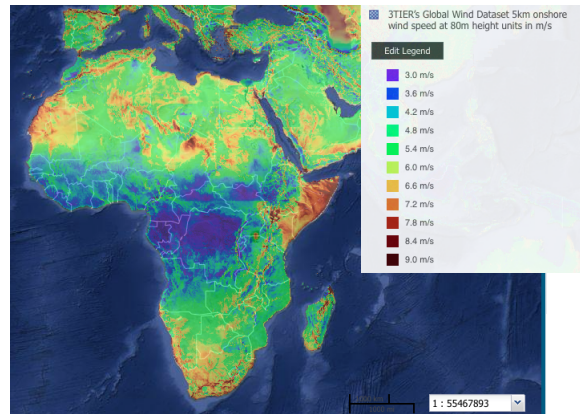 3TIER's Global Wind Dataset 5km onshore
wind speed at 80m height units in m/s
Edit Legend
3.0 m/s
3.6 m/s
4.2 m/s
4.8 m/s
5.4 m/s
6.0 m/s
6.6 m/s
7.2 m/s
7.8 m/s
8.4 m/s
9.0 m/s
1 : 55467893